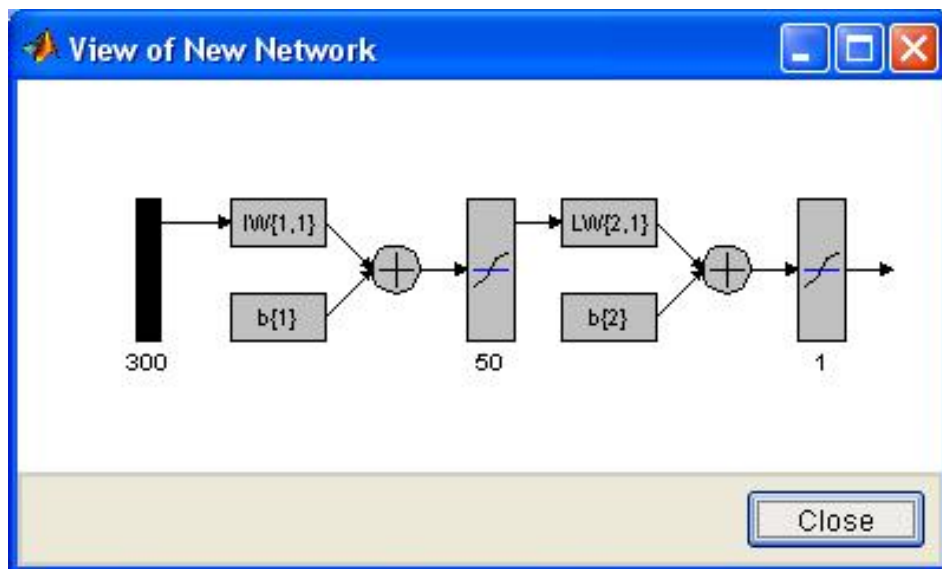 View of New Network
IW{1,1}
LW{2,1}
b{1}
b{2}
300
50
1
Close